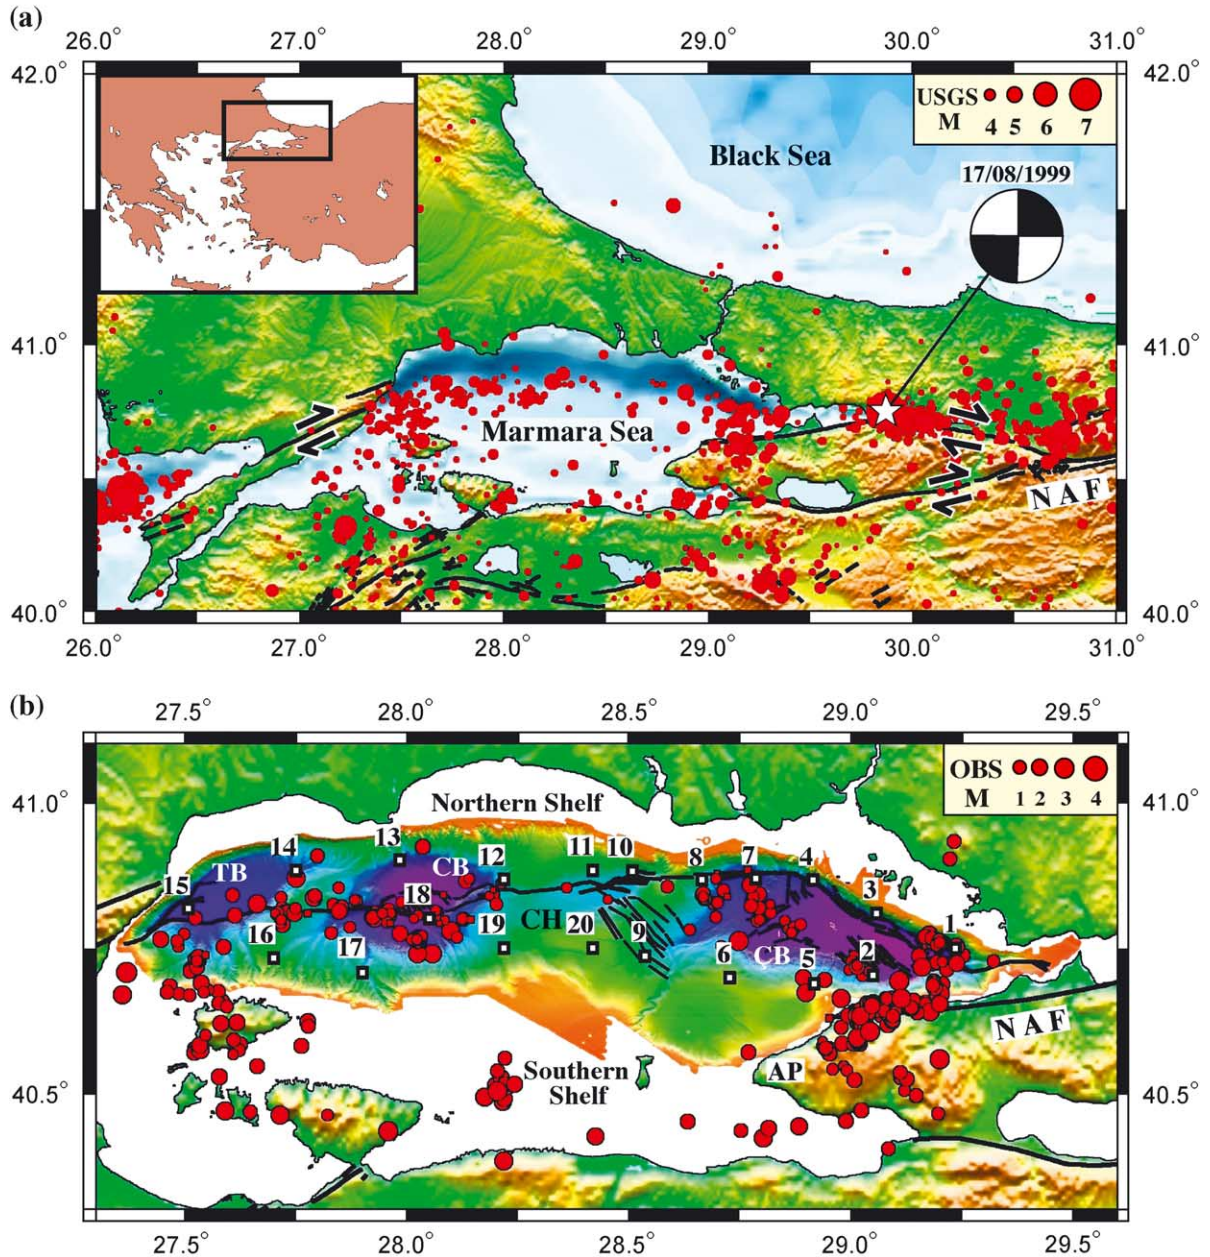 (a)
26.0° 27.0° 28.0° 29.0° 30.0° 31.0°
42.0° 42.0°
USGS
M 4 5 6 7
Black Sea
17/08/1999
41.0° 41.0°
Marmara Sea
NAF
40.0° 40.0°
26.0° 27.0° 28.0° 29.0° 30.0° 31.0°
(b)
27.5° 28.0° 28.5° 29.0° 29.5°
OBS
M 1 2 3 4
41.0°
Northern Shelf
14 13 12 11 10 8 7 4
TB CB
15 18 3
16 17 19 CH 20 9 6 ÇB 5 2 1
NAF
Southern
Shelf
AP
40.5° 40.5°
27.5° 28.0° 28.5° 29.0° 29.5°